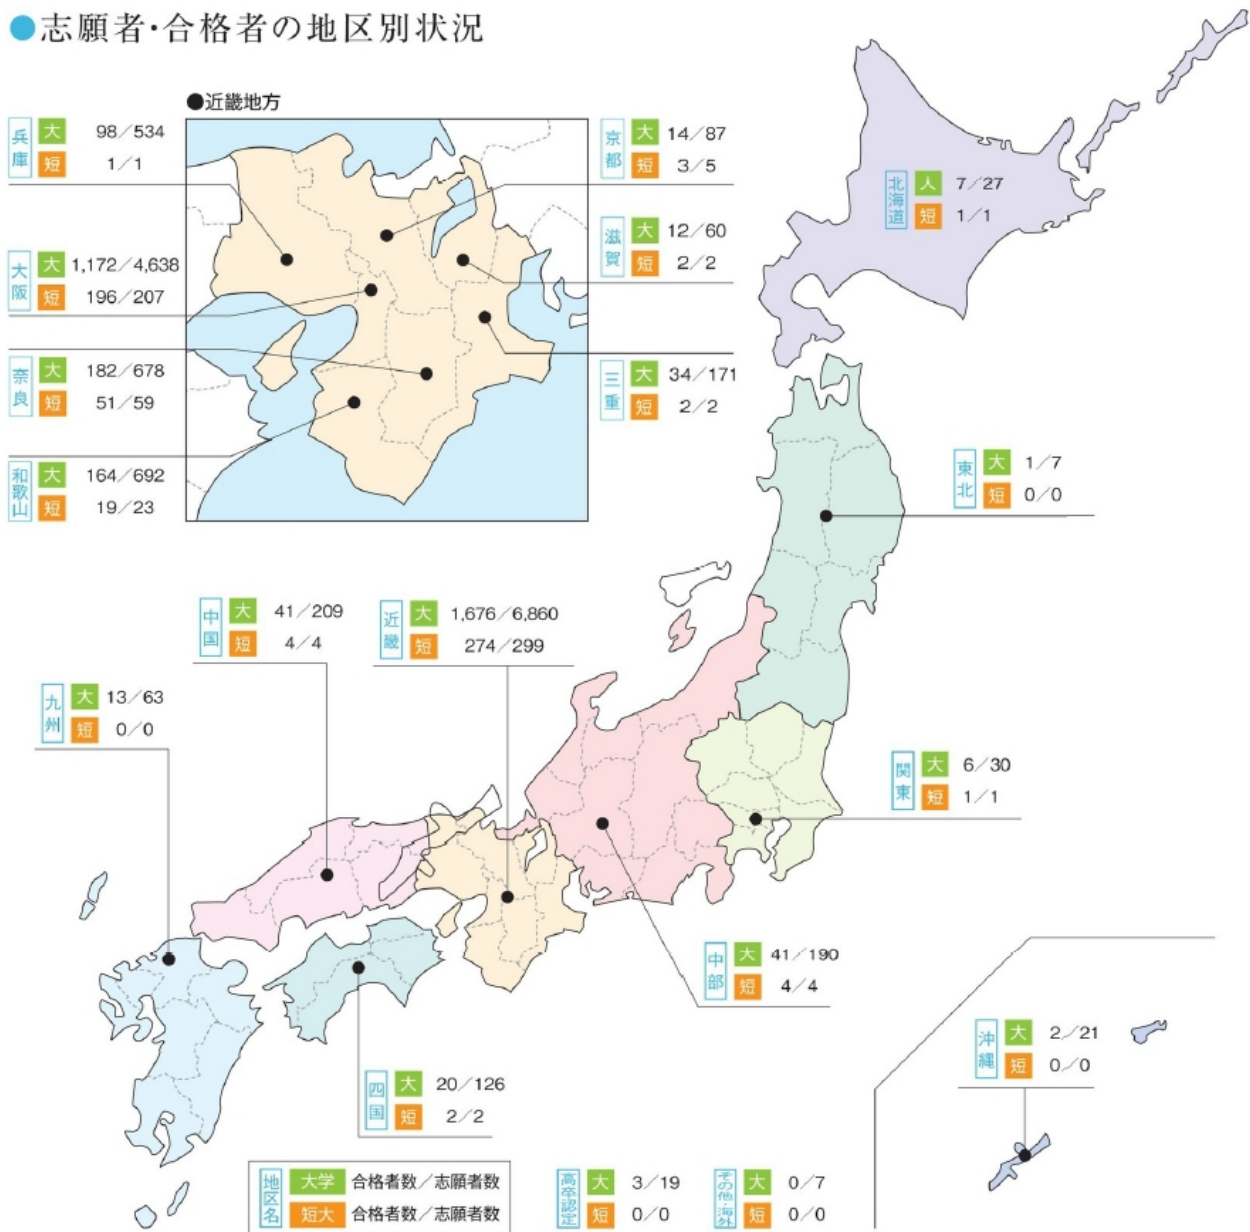 ●志願者・合格者の地区別状況
●近畿地方
兵庫 大 98/534
短 1/1
京都 大 14/87
短 3/5
北海道 大 7/27
短 1/1
大阪 大 1,172/4,638
短 196/207
滋賀 大 12/60
短 2/2
奈良 大 182/678
短 51/59
三重 大 34/171
短 2/2
和歌山 大 164/692
短 19/23
東北 大 1/7
短 0/0
中国 大 41/209
短 4/4
近畿 大 1,676/6,860
短 274/299
九州 大 13/63
短 0/0
関東 大 6/30
短 1/1
中部 大 41/190
短 4/4
沖縄 大 2/21
短 0/0
四国 大 20/126
短 2/2
地区名 大学 合格者数/志願者数
短大 合格者数/志願者数
高卒認定 大 3/19
短 0/0
その他・海外 大 0/7
短 0/0